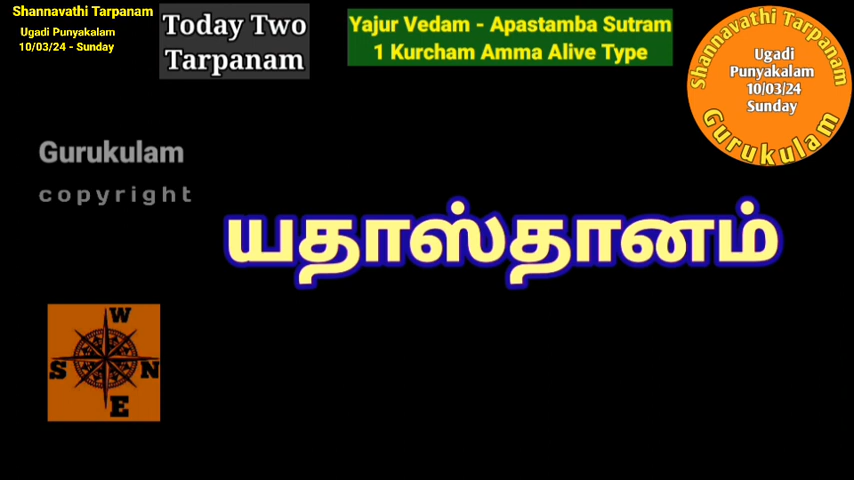 Shannavathi Tarpanam
Ugadi Punyakalam
10/03/24 - Sunday
Today Two
Tarpanam
Yajur Vedam - Apastamba Sutram
1 Kurcham Amma Alive Type
Shannavathi Tarpanam
Ugadi
Punyakalam
10/03/24
Sunday
Gurukulam
Gurukulam
copyright
யதாஸ்தானம்
W
S N
E